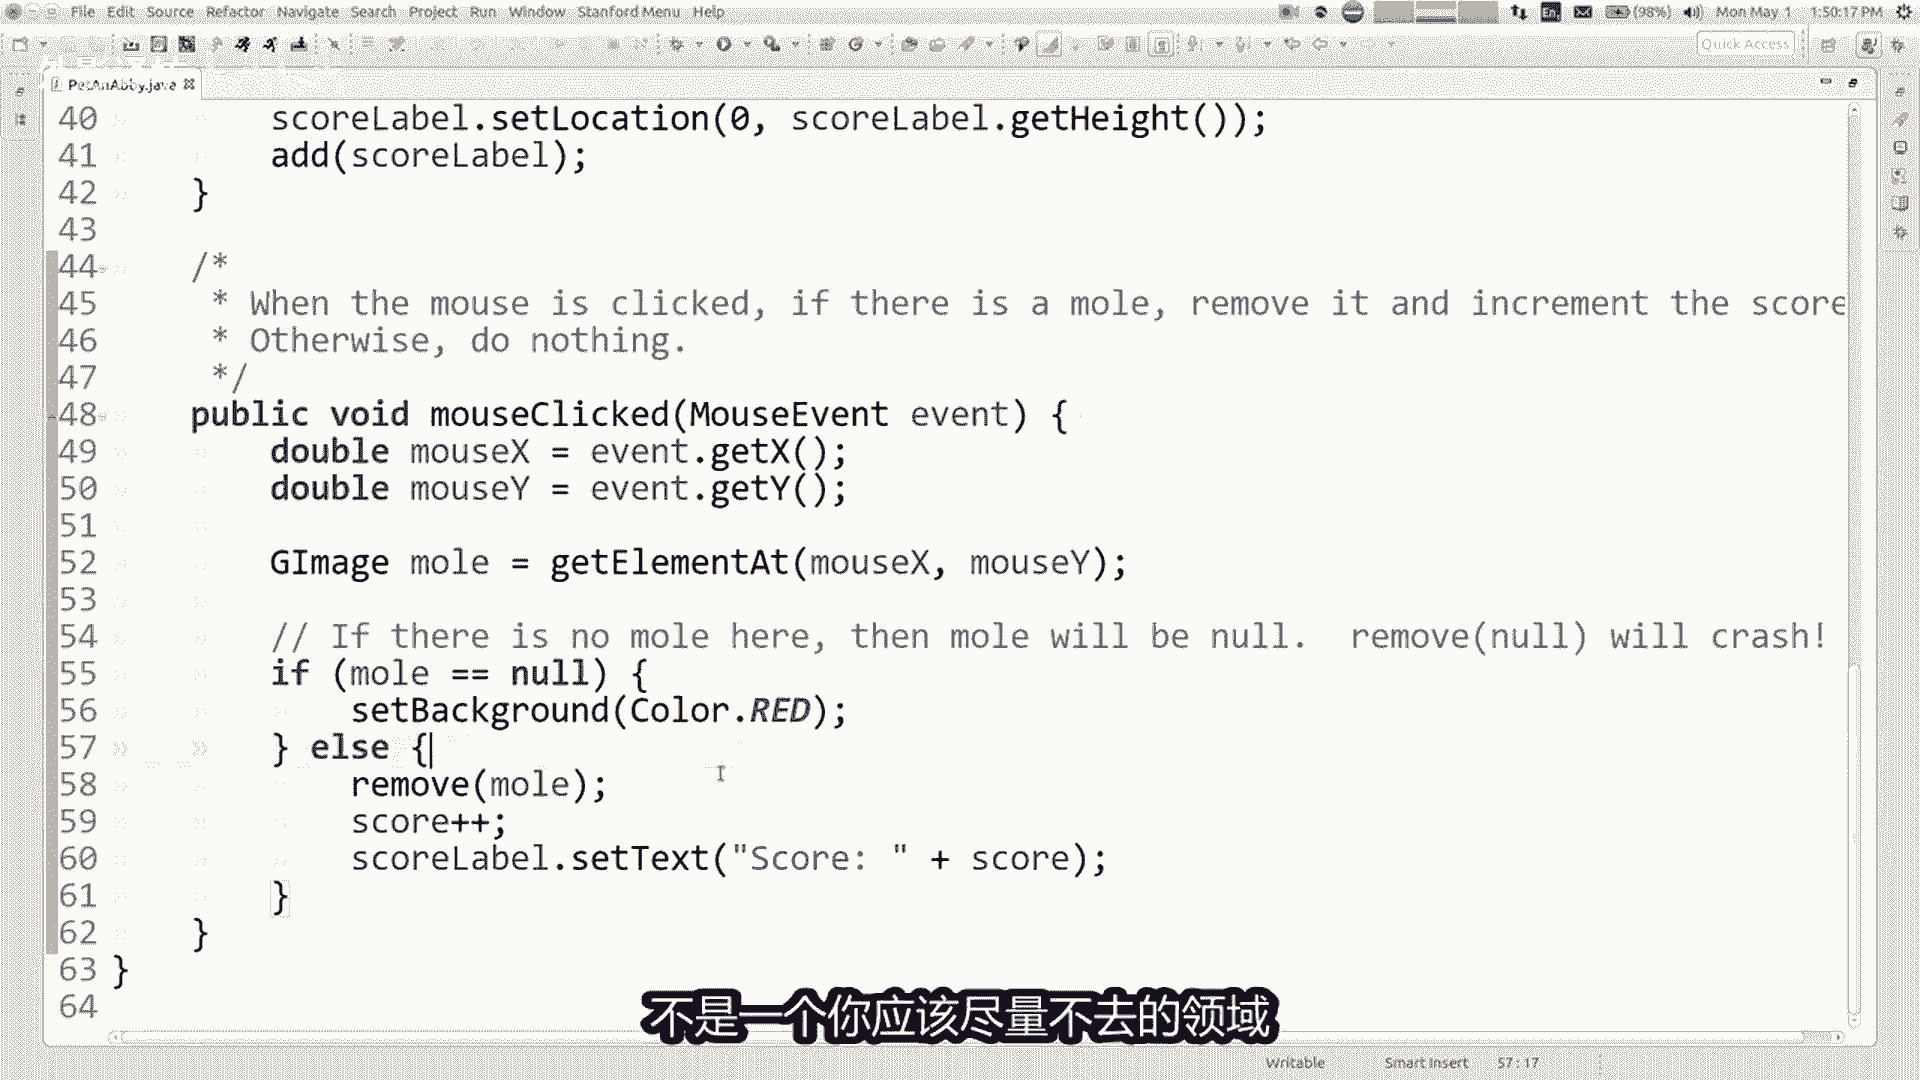 File Edit Source Refactor Navigate Search Project Run Window Stanford Menu Help
(98%) Mon May 1 1:50:17 PM
Quick Access
PetAnAbby.java
40 scoreLabel.setLocation(0, scoreLabel.getHeight());
41 add(scoreLabel);
42 }
43
44 /*
45 * When the mouse is clicked, if there is a mole, remove it and increment the score
46 * Otherwise, do nothing.
47 */
48 public void mouseClicked(MouseEvent event) {
49 double mouseX = event.getX();
50 double mouseY = event.getY();
51
52 GImage mole = getElementAt(mouseX, mouseY);
53
54 // If there is no mole here, then mole will be null. remove(null) will crash!
55 if (mole == null) {
56 setBackground(Color.RED);
57 } else {
58 remove(mole);
59 score++;
60 scoreLabel.setText("Score: " + score);
61 }
62 }
63 }
64
不是一个你应该尽量不去的领域
Writable Smart Insert 57:17